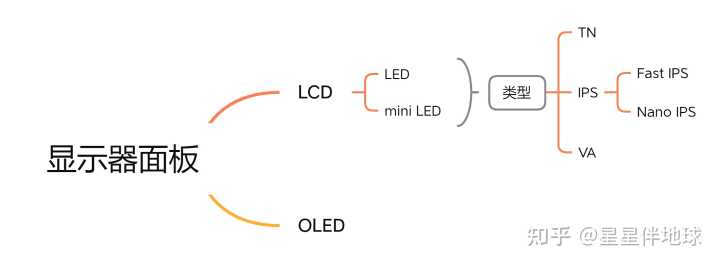 显示器面板
LCD
LED
mini LED
类型
TN
IPS
Fast IPS
Nano IPS
VA
OLED
知乎 @星星伴地球